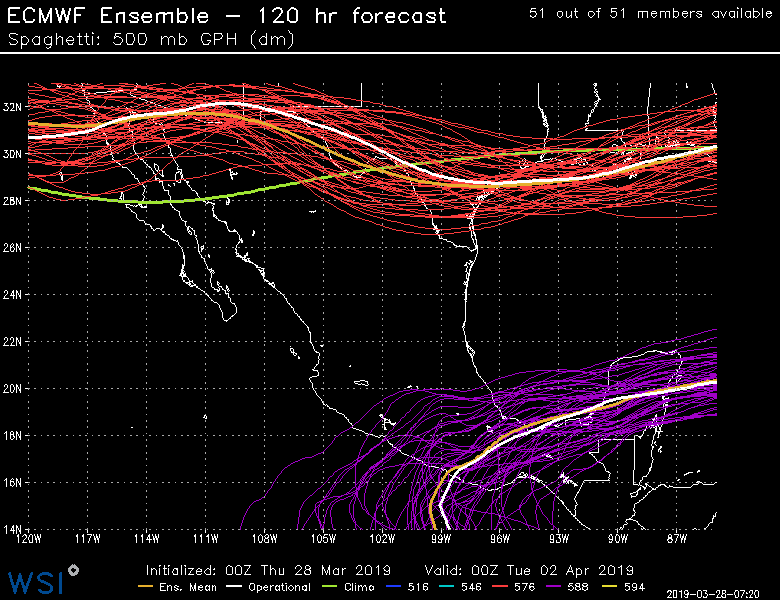 ECMWF Ensemble – 120 hr forecast
51 out of 51 members available
Spaghetti: 500 mb GPH (dm)
32N
30N
28N
26N
24N
22N
20N
18N
16N
14N
120W 117W 114W 111W 108W 105W 102W 99W 96W 93W 90W 87W
Initialized: 00Z Thu 28 Mar 2019 Valid: 00Z Tue 02 Apr 2019
Ens. Mean Operational Climo 516 546 576 588 594
WSI
2019-03-28-07:20